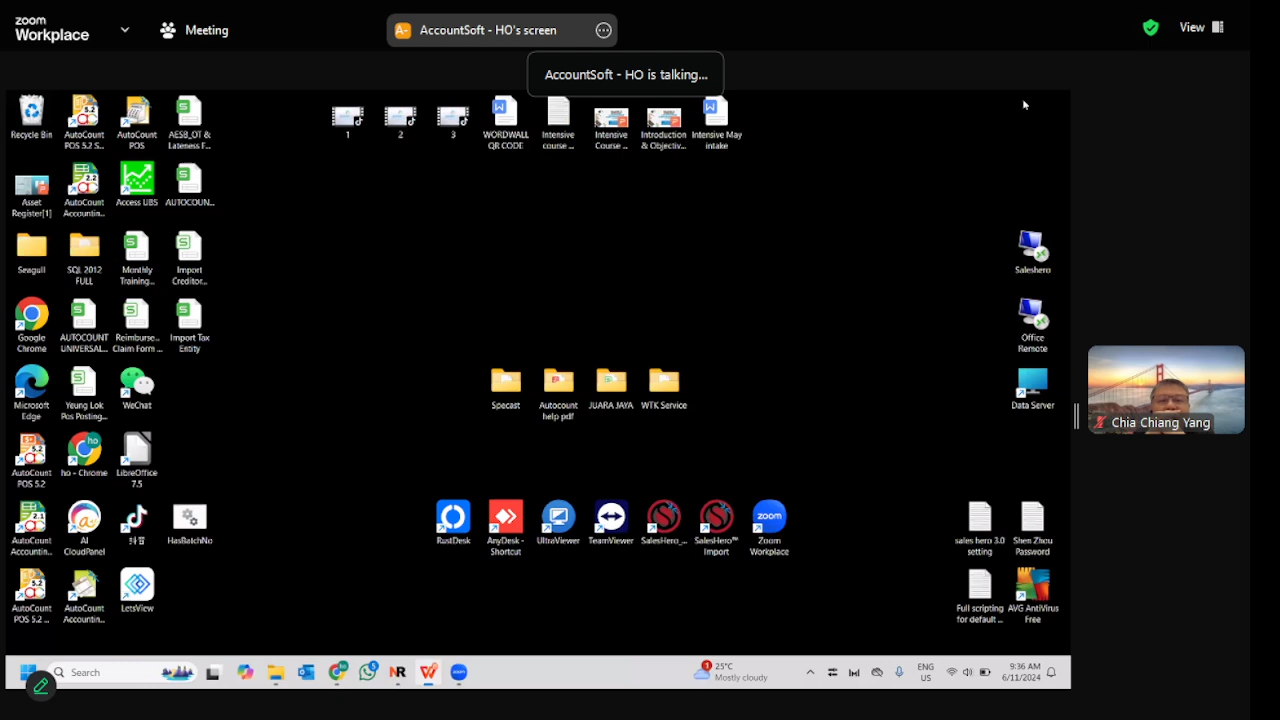 zoom
Workplace
Meeting
A-
AccountSoft - HO's screen
View
AccountSoft - HO is talking...
Recycle Bin
AutoCount
POS 5.2 S...
AutoCount
POS
AESB_OT &
Lateness F...
1
2
3
WORDWALL
QR CODE
Intensive
course ...
Intensive
Course ...
Introduction
& Objectiv...
Intensive May
intake
Asset
Register[1]
AutoCount
Accountin...
Access UBS
AUTOCOUN...
Seagull
SQL 2012
FULL
Monthly
Training...
Import
Creditor...
Saleshero
Google
Chrome
AUTOCOUNT
UNIVERSAL...
Reimburse...
Claim Form ...
Import Tax
Entity
Office
Remote
Microsoft
Edge
Yeung Lok
Pos Posting...
WeChat
Specast
Autocount
help pdf
JUARA JAYA
WTK Service
Data Server
Chia Chiang Yang
AutoCount
POS 5.2
ho - Chrome
LibreOffice
7.5
AutoCount
Accountin...
AI
CloudPanel
抖音
HasBatchNo
RustDesk
AnyDesk -
Shortcut
UltraViewer
TeamViewer
SalesHero_...
SalesHero™
Import
Zoom
Workplace
sales hero 3.0
setting
Shen Zhou
Password
AutoCount
POS 5.2 ...
AutoCount
Accountin...
LetsView
Full scripting
for default ...
AVG AntiVirus
Free
Search
25°C
Mostly cloudy
ENG
US
9:36 AM
6/11/2024